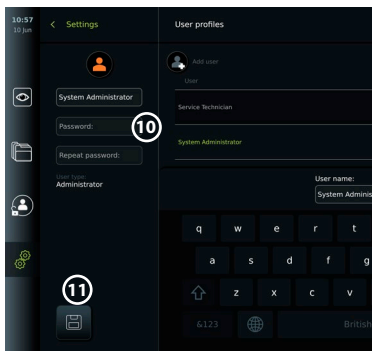 10:57
10 Jun
Settings
User profiles
Add user
User
System Administrator
Service Technician
Password:
10
System Administrator
Repeat password:
User type:
Administrator
User name:
System Adminis
q w e r t
a s d f g
11
z x c v
&123
British